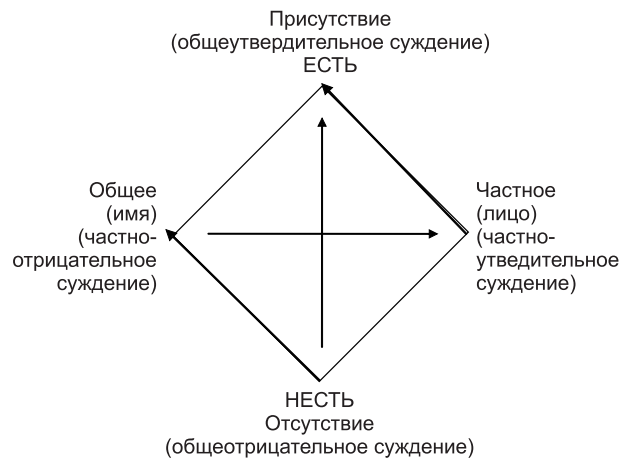 Присутствие
(общеутвердительное суждение)
ЕСТЬ
Общее
(имя)
(частно-
отрицательное
суждение)
Частное
(лицо)
(частно-
утведительное
суждение)
НЕСТЬ
Отсутствие
(общеотрицательное суждение)